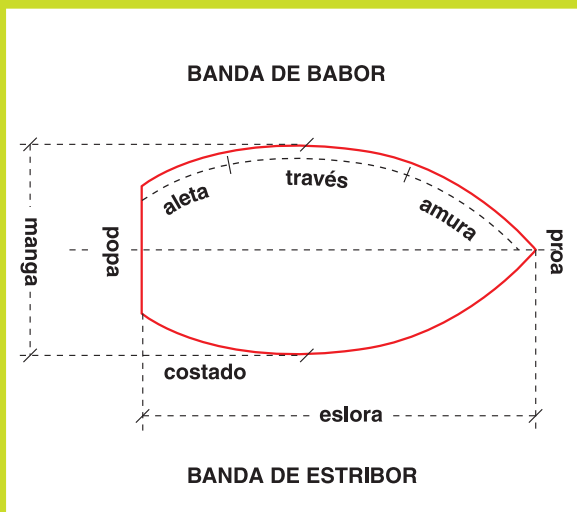 BANDA DE BABOR
aleta
través
amura
manga
popa
proa
costado
eslora
BANDA DE ESTRIBOR